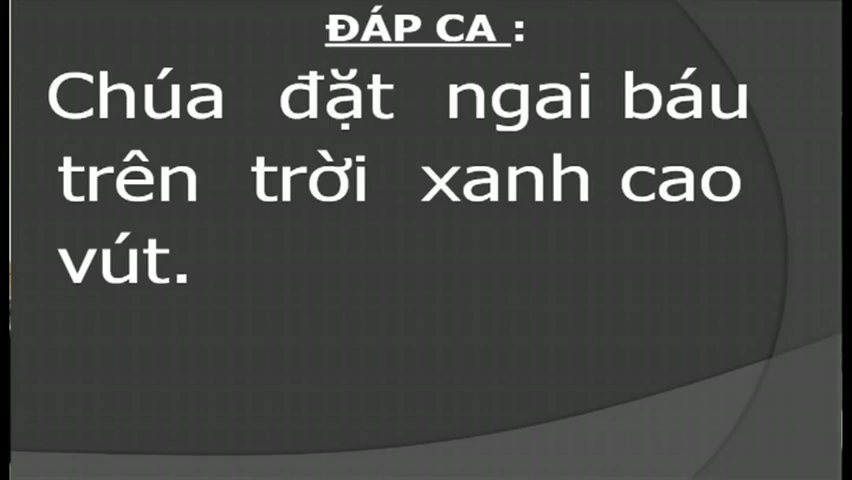 ĐÁP CA :
Chúa đặt ngai báu
trên trời xanh cao
vút.